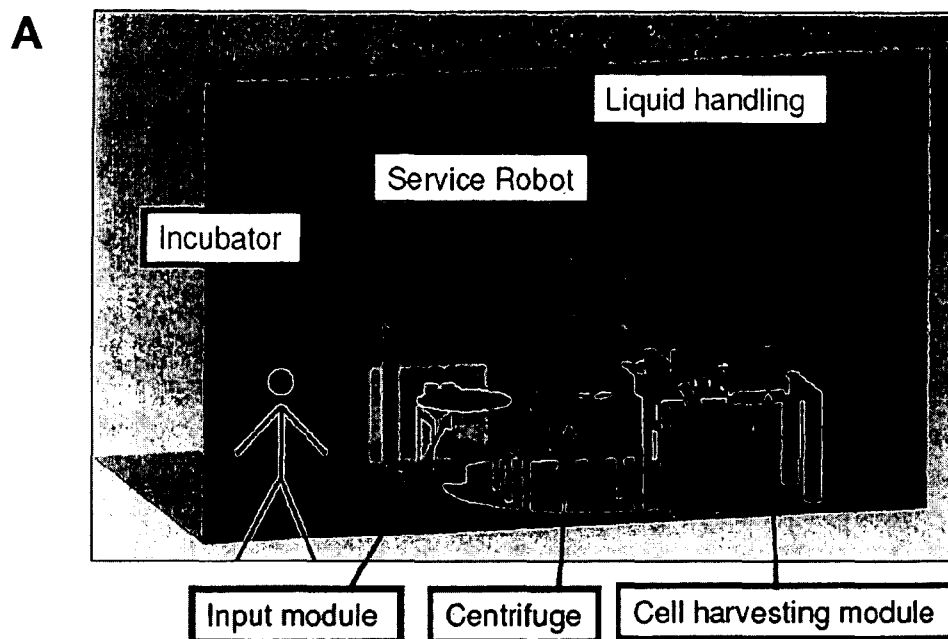 A
Liquid handling
Service Robot
Incubator
Input module
Centrifuge
Cell harvesting module